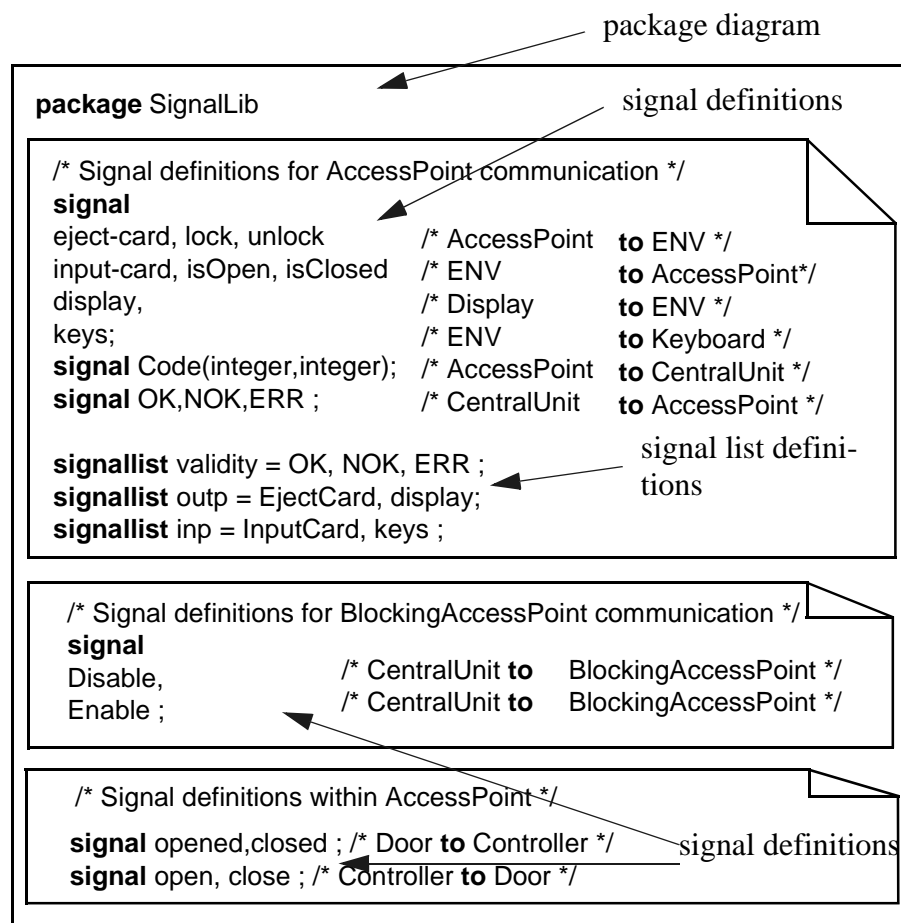 package diagram
package SignalLib
signal definitions
/* Signal definitions for AccessPoint communication */
signal
eject-card, lock, unlock /* AccessPoint to ENV */
input-card, isOpen, isClosed /* ENV to AccessPoint*/
display, /* Display to ENV */
keys; /* ENV to Keyboard */
signal Code(integer,integer); /* AccessPoint to CentralUnit */
signal OK,NOK,ERR ; /* CentralUnit to AccessPoint */
signallist validity = OK, NOK, ERR ;
signallist outp = EjectCard, display;
signallist inp = InputCard, keys ;
signal list defini-
tions
/* Signal definitions for BlockingAccessPoint communication */
signal
Disable, /* CentralUnit to BlockingAccessPoint */
Enable ; /* CentralUnit to BlockingAccessPoint */
/* Signal definitions within AccessPoint */
signal opened,closed ; /* Door to Controller */
signal open, close ; /* Controller to Door */
signal definitions